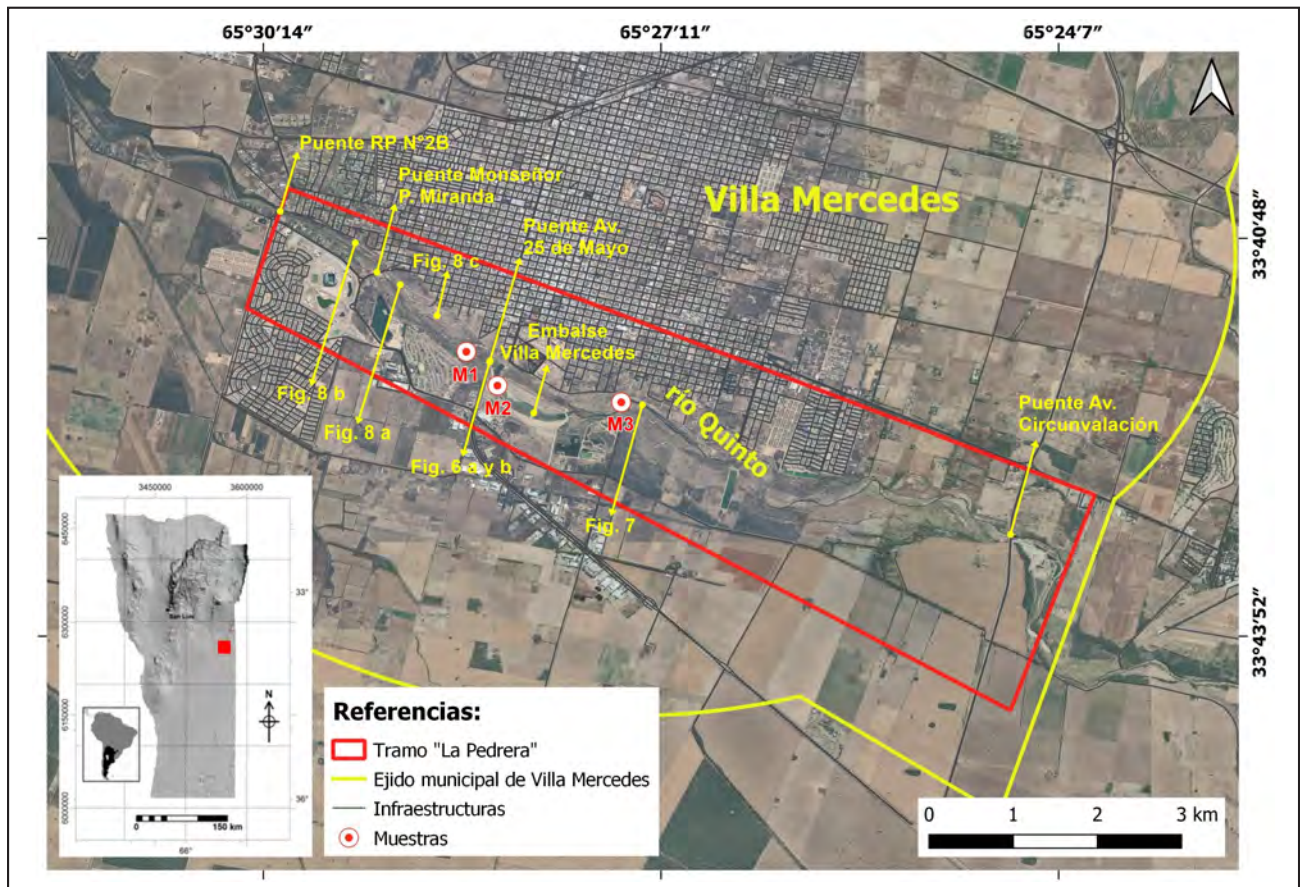 65°30′14″
65°27′11″
65°24′7″
Puente RP N°2B
Puente Monseñor
P. Miranda
Villa Mercedes
Puente Av.
25 de Mayo
33°40′48″
Fig. 8 c
Embalse
Villa Mercedes
M1
M2
M3
Fig. 8 b
Fig. 8 a
Fig. 6 a y b
río Quinto
Puente Av.
Circunvalación
Fig. 7
33°43′52″
3450000
3600000
6450000
6300000
6150000
6000000
33°
36°
66°
San Luis
N
0
150 km
Referencias:
Tramo "La Pedrera"
Ejido municipal de Villa Mercedes
Infraestructuras
Muestras
0 1 2 3 km